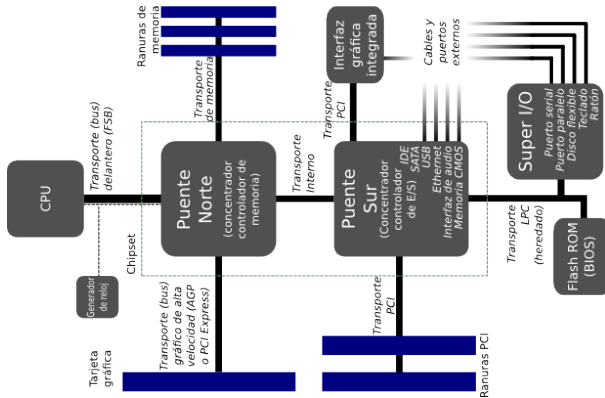 CPU
Transporte (bus)
delantero (FSB)
Generador
de reloj
Chipset
Ranuras de
memoria
Transporte
de memoria
Puente
Norte
(concentrador
controlador de
memoria)
Tarjeta
gráfica
Transporte (bus)
gráfico de alta
velocidad (AGP
o PCI Express)
Transporte
Interno
Interfaz
gráfica
integrada
Transporte
PCI
Puente
Sur
(Concentrador
controlador
de E/S)
IDE
SATA
USB
Ethernet
Interfaz de audio
Memoria CMOS
Cables y
puertos
externos
Transporte
PCI
Ranuras PCI
Transporte
LPC
(heredado)
Super I/O
Puerto serial
Puerto paralelo
Disco flexible
Teclado
Ratón
Flash ROM
(BIOS)